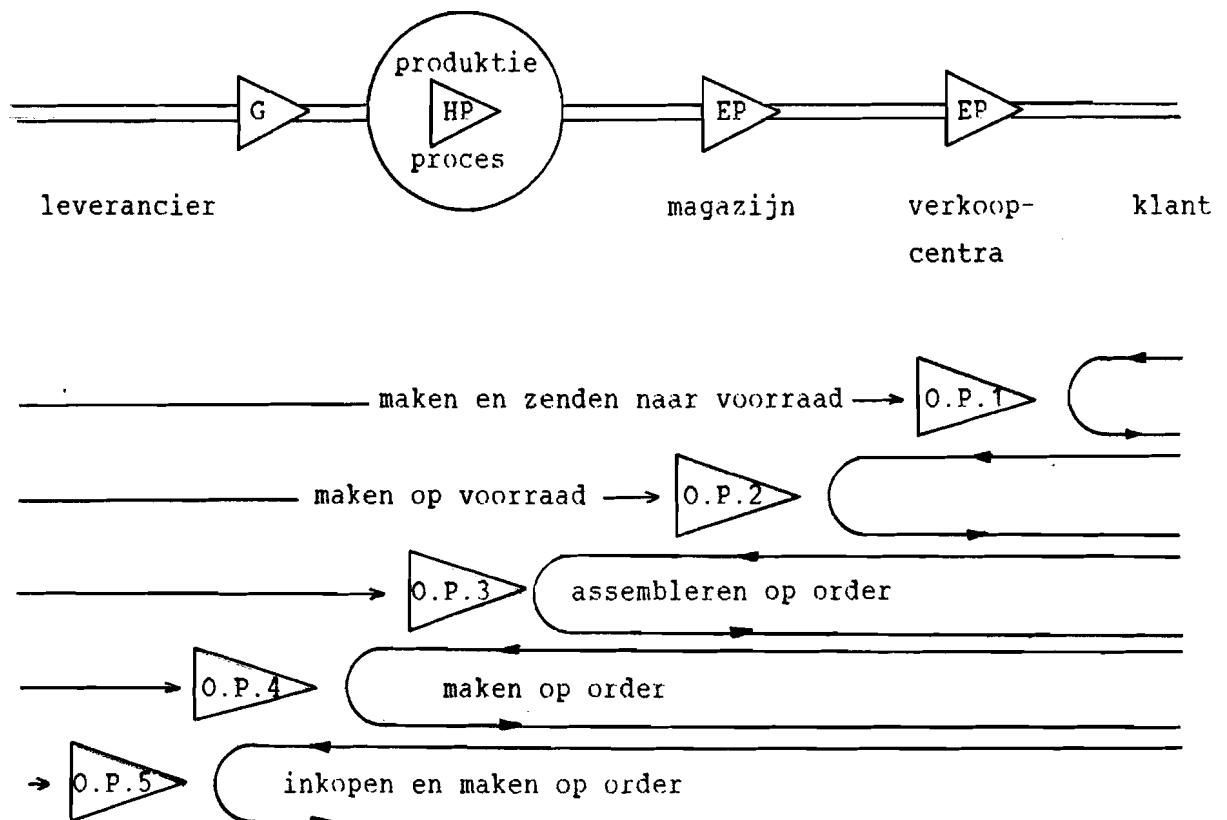 produktie
G
HP
EP
EP
proces
leverancier
magazijn
verkoop-
klant
centra
maken en zenden naar voorraad
O.P.1
maken op voorraad
O.P.2
O.P.3
assembleren op order
O.P.4
maken op order
O.P.5
inkopen en maken op order